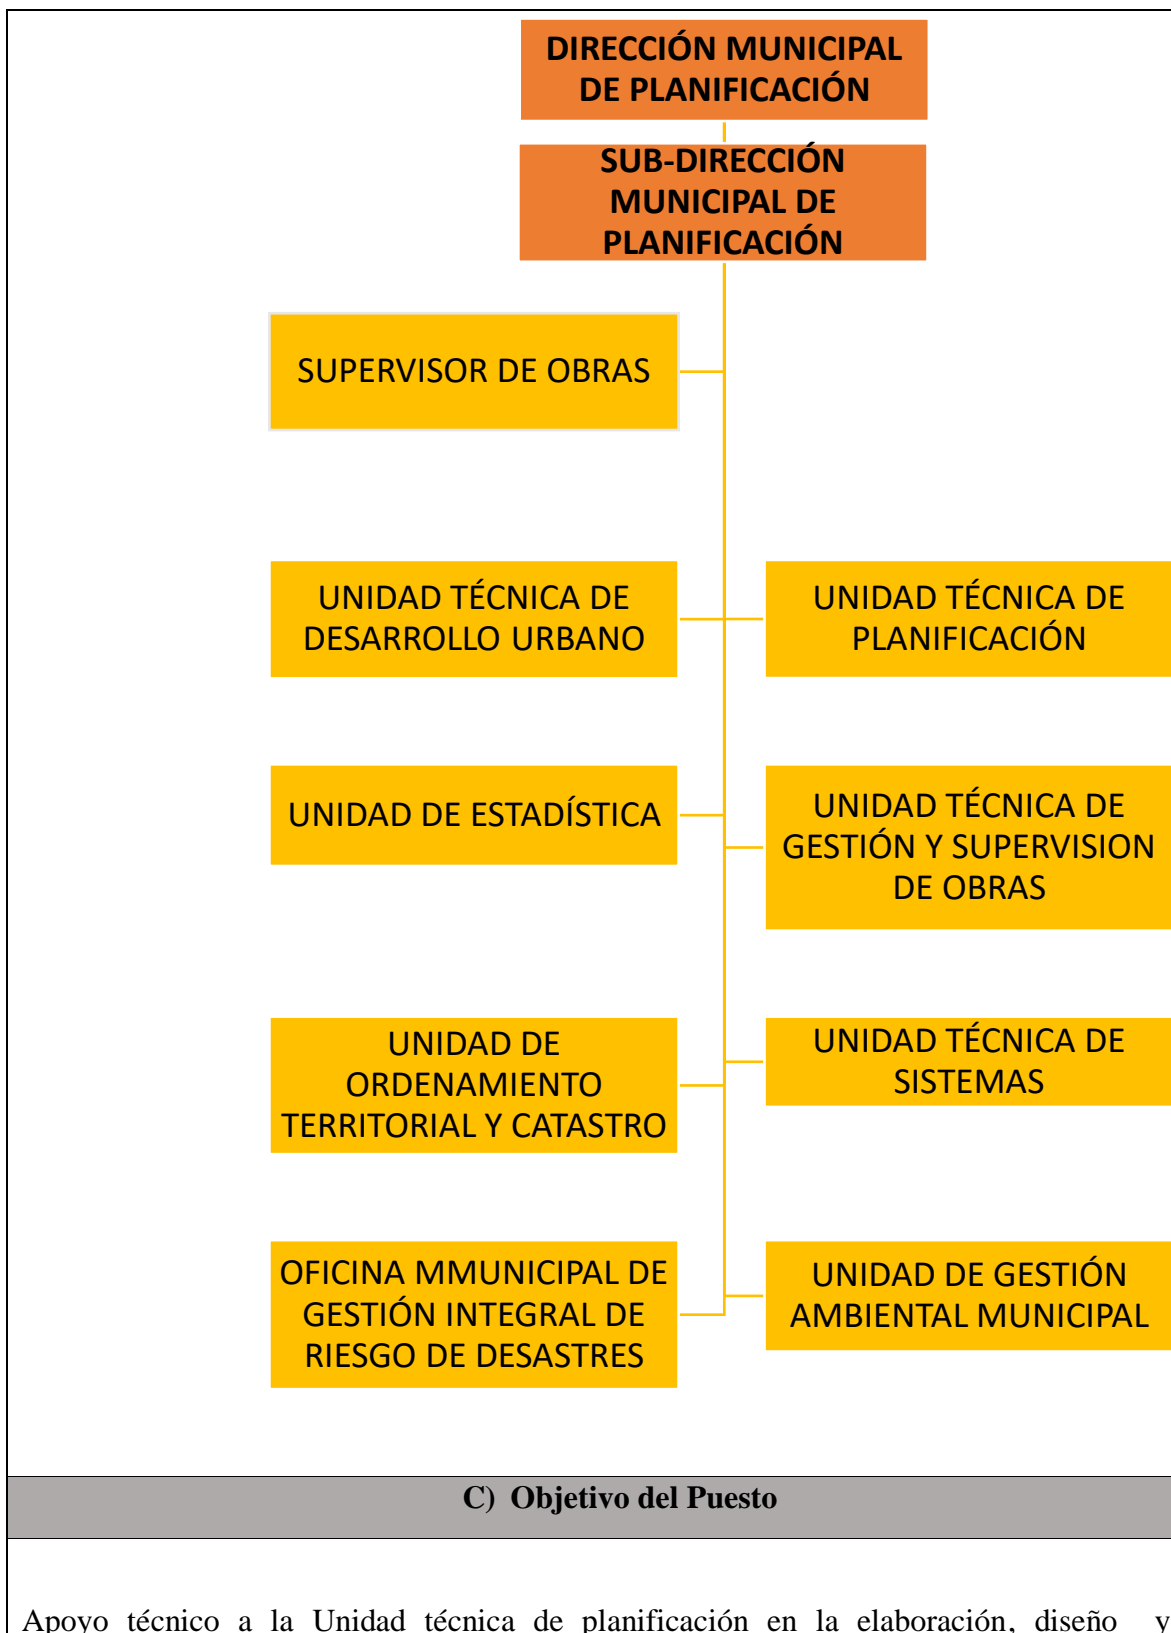 DIRECCIÓN MUNICIPAL
DE PLANIFICACIÓN
SUB-DIRECCIÓN
MUNICIPAL DE
PLANIFICACIÓN
SUPERVISOR DE OBRAS
UNIDAD TÉCNICA DE
DESARROLLO URBANO
UNIDAD TÉCNICA DE
PLANIFICACIÓN
UNIDAD DE ESTADÍSTICA
UNIDAD TÉCNICA DE
GESTIÓN Y SUPERVISION
DE OBRAS
UNIDAD DE
ORDENAMIENTO
TERRITORIAL Y CATASTRO
UNIDAD TÉCNICA DE
SISTEMAS
OFICINA MMUNICIPAL DE
GESTIÓN INTEGRAL DE
RIESGO DE DESASTRES
UNIDAD DE GESTIÓN
AMBIENTAL MUNICIPAL
C) Objetivo del Puesto
Apoyo técnico a la Unidad técnica de planificación en la elaboración, diseño y